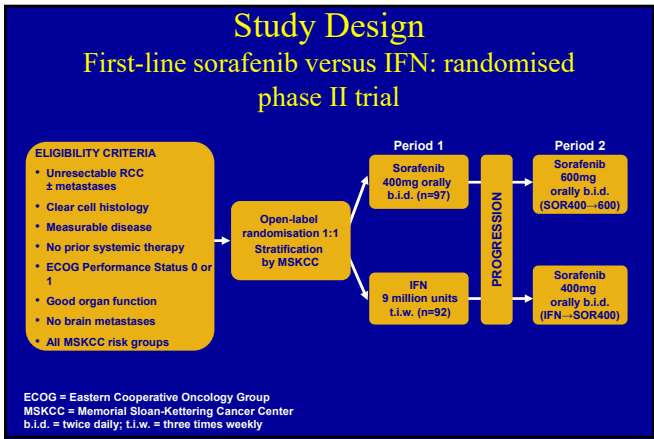 Study Design
First-line sorafenib versus IFN: randomised
phase II trial
ELIGIBILITY CRITERIA
• Unresectable RCC
± metastases
• Clear cell histology
• Measurable disease
• No prior systemic therapy
• ECOG Performance Status 0 or
1
• Good organ function
• No brain metastases
• All MSKCC risk groups
Open-label
randomisation 1:1
Stratification
by MSKCC
Period 1
Sorafenib
400mg orally
b.i.d. (n=97)
IFN
9 million units
t.i.w. (n=92)
PROGRESSION
Period 2
Sorafenib
600mg
orally b.i.d.
(SOR400→600)
Sorafenib
400mg
orally b.i.d.
(IFN→SOR400)
ECOG = Eastern Cooperative Oncology Group
MSKCC = Memorial Sloan-Kettering Cancer Center
b.i.d. = twice daily; t.i.w. = three times weekly